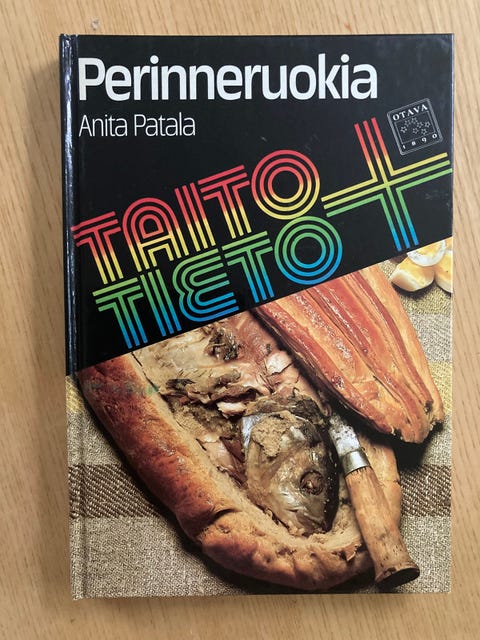 Perinneruokia
Anita Patala
OTAVA
1890
TAITO
TIETO+